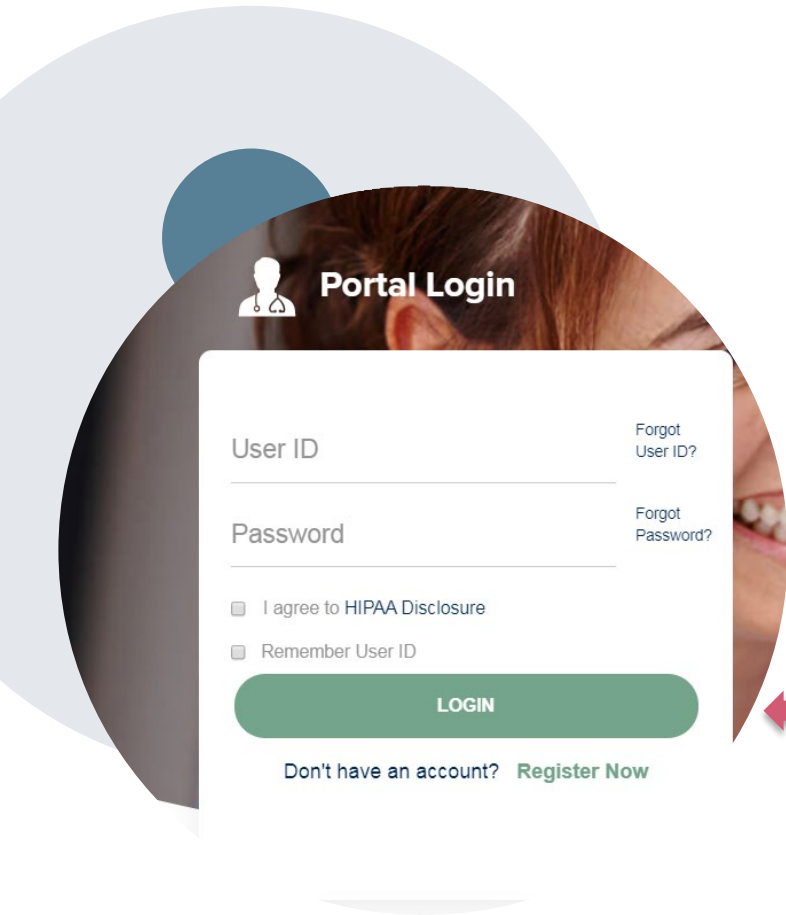 Portal Login
User ID
Forgot
User ID?
Password
Forgot
Password?
I agree to HIPAA Disclosure
Remember User ID
LOGIN
Don't have an account? Register Now